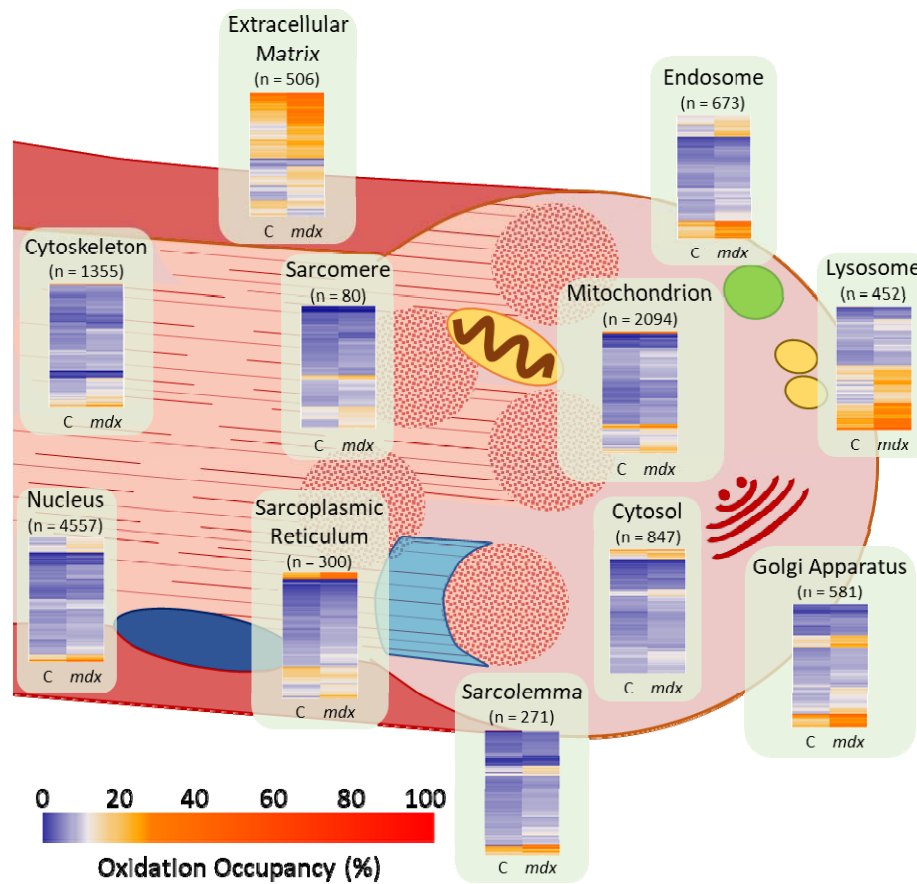 Extracellular
Matrix
(n = 506)
C mdx
Endosome
(n = 673)
C mdx
Cytoskeleton
(n = 1355)
C mdx
Sarcomere
(n = 80)
C mdx
Mitochondrion
(n = 2094)
C mdx
Lysosome
(n = 452)
C mdx
Nucleus
(n = 4557)
C mdx
Sarcoplasmic
Reticulum
(n = 300)
C mdx
Cytosol
(n = 847)
C mdx
Golgi Apparatus
(n = 581)
C mdx
Sarcolemma
(n = 271)
C mdx
0 20 40 60 80 100
Oxidation Occupancy (%)